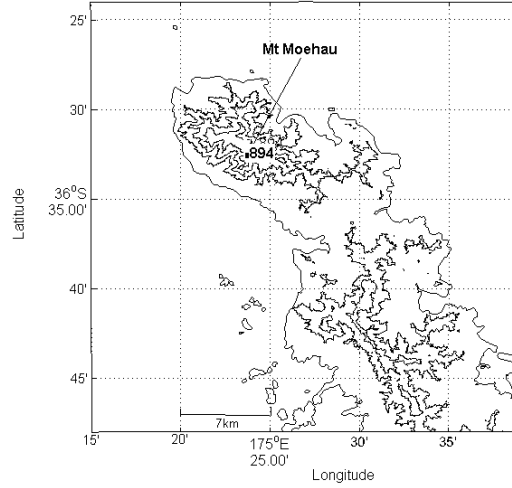 25'
Mt Moehau
30'
894
36°S
35.00'
Latitude
40'
45'
7km
15'
20'
175°E
25.00'
30'
35'
Longitude